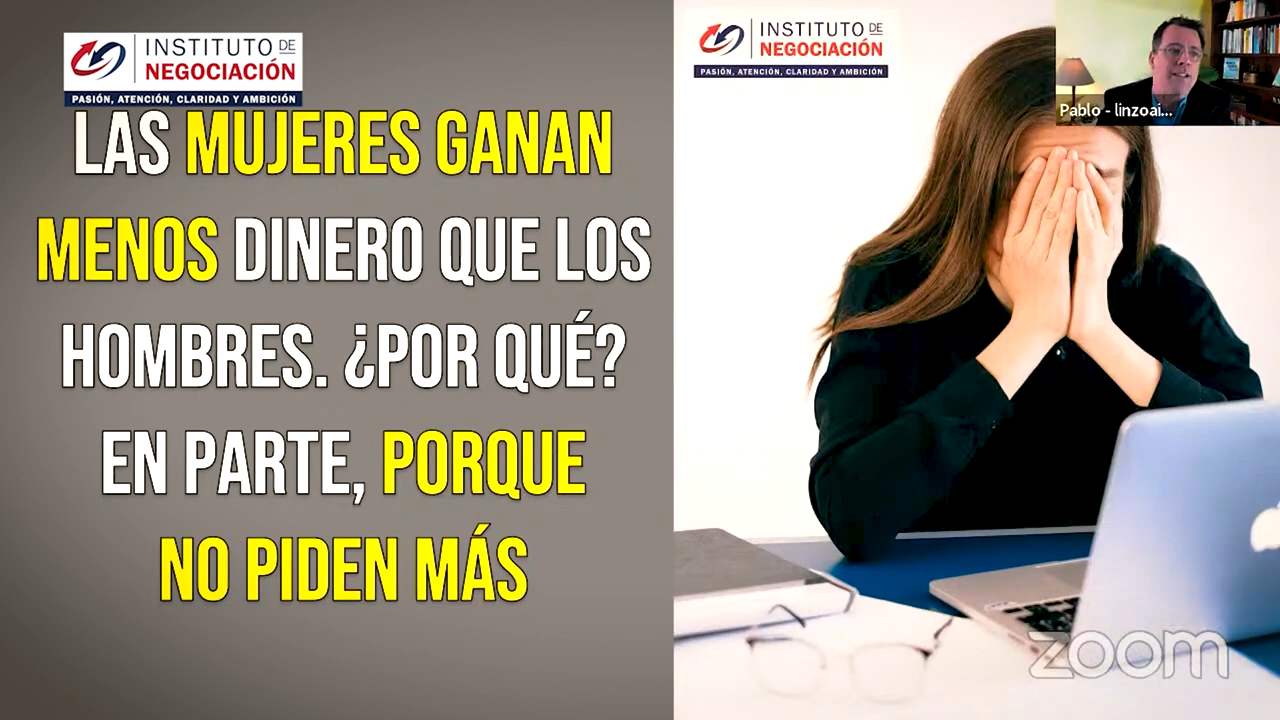 INSTITUTO DE
NEGOCIACIÓN
PASIÓN, ATENCIÓN, CLARIDAD Y AMBICIÓN
LAS MUJERES GANAN
MENOS DINERO QUE LOS
HOMBRES. ¿POR QUÉ?
EN PARTE, PORQUE
NO PIDEN MÁS
INSTITUTO DE
NEGOCIACIÓN
PASIÓN, ATENCIÓN, CLARIDAD Y AMBICIÓN
Pablo - linzoai...
zoom